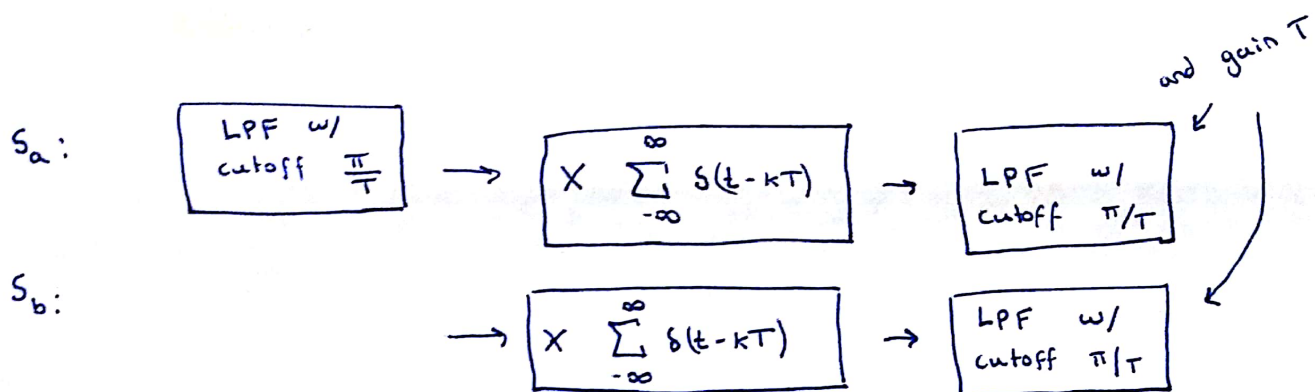 and gain T
Sa:
LPF w/
cutoff π/T
→
X ∑_{-∞}^{∞} δ(t-kT)
→
LPF w/
cutoff π/T
Sb:
→
X ∑_{-∞}^{∞} δ(t-kT)
→
LPF w/
cutoff π/T